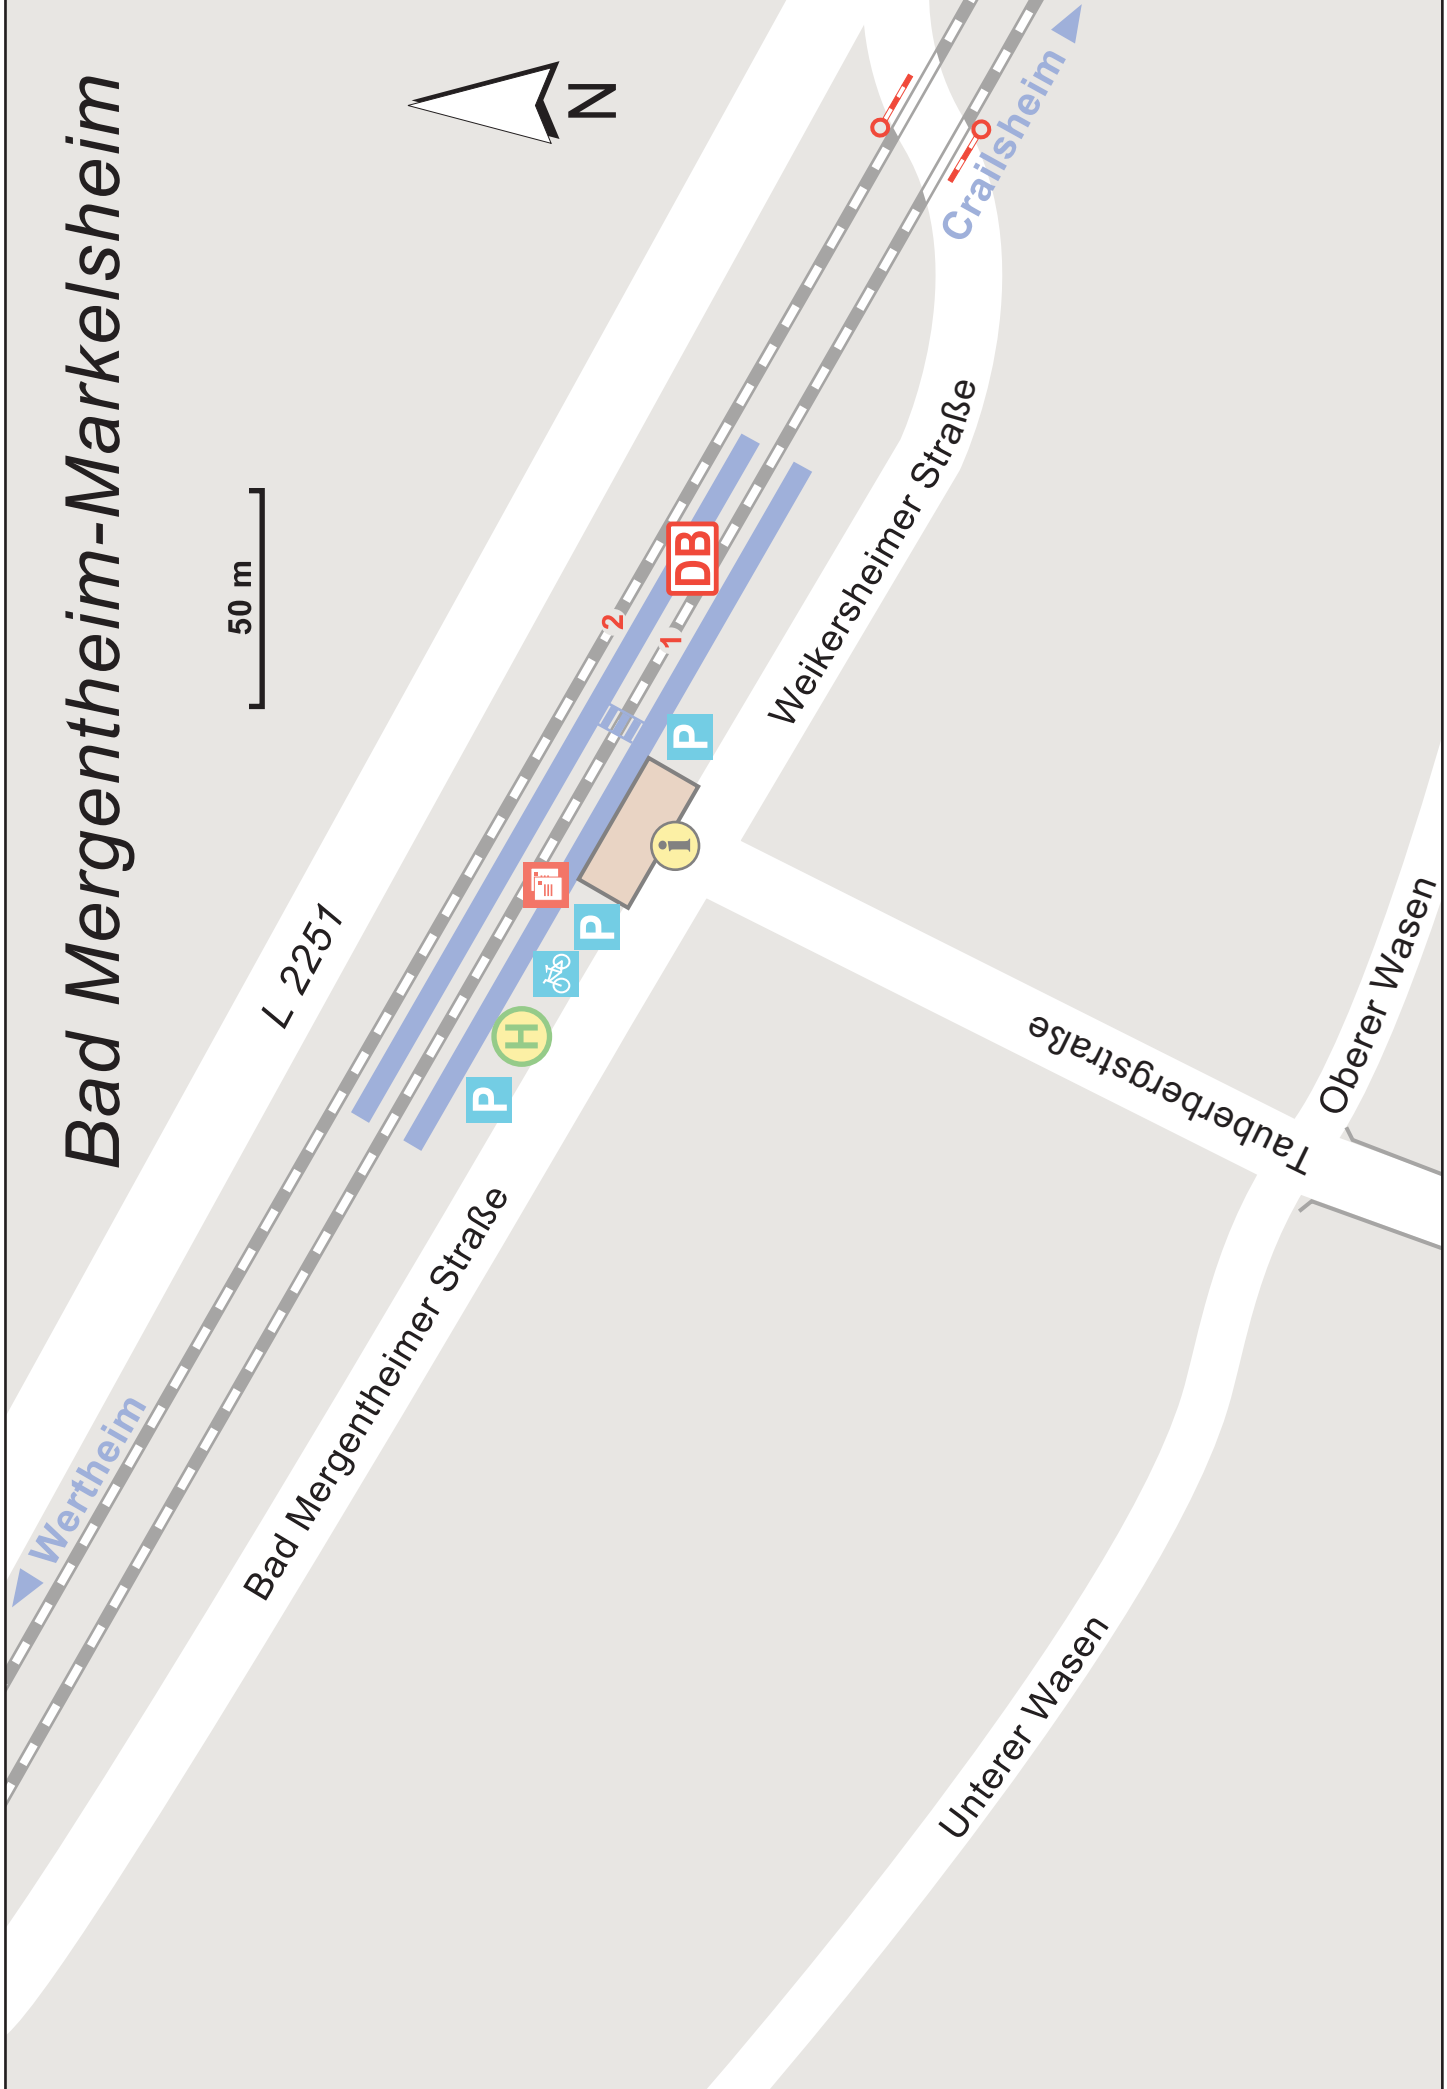 Bad Mergentheim-Markelsheim
50 m
N
L 2251
Wertheim
Crailsheim
2
1
DB
P
P
P
H
i
Bad Mergentheimer Straße
Weikersheimer Straße
Tauberbergstraße
Oberer Wasen
Unterer Wasen